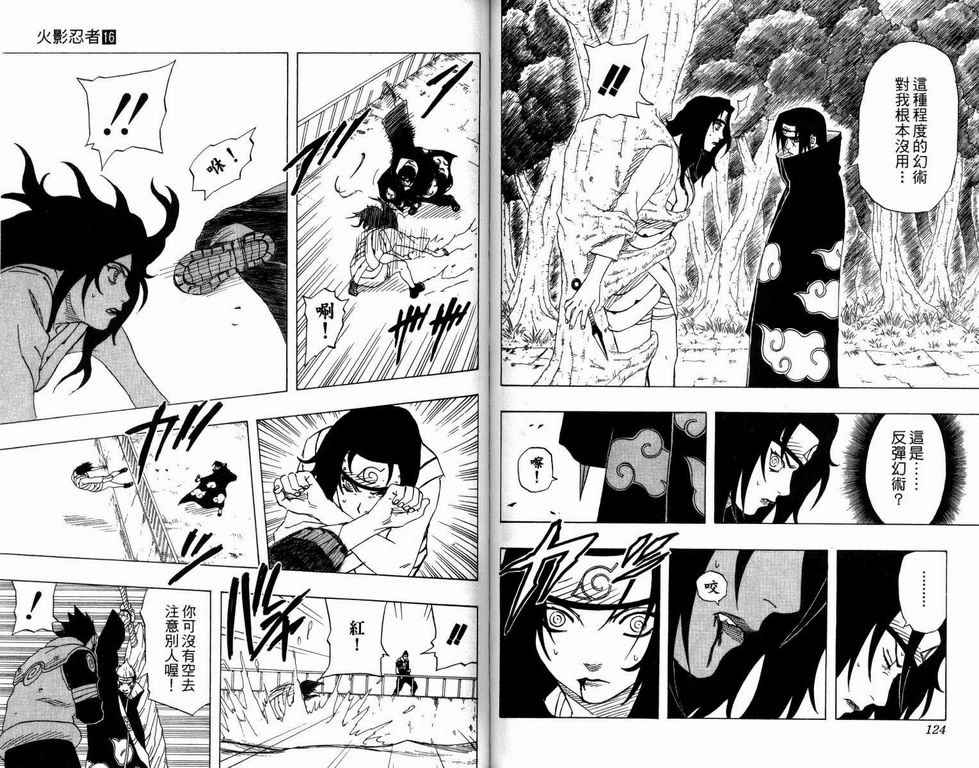 這種程度的幻術
對我根本沒用…
!!
這是……
反彈幻術？
喀！
………
咬
124
火影忍者16
唰！
咻！
!!
!!
紅！
你可沒有空去
注意別人喔！
！